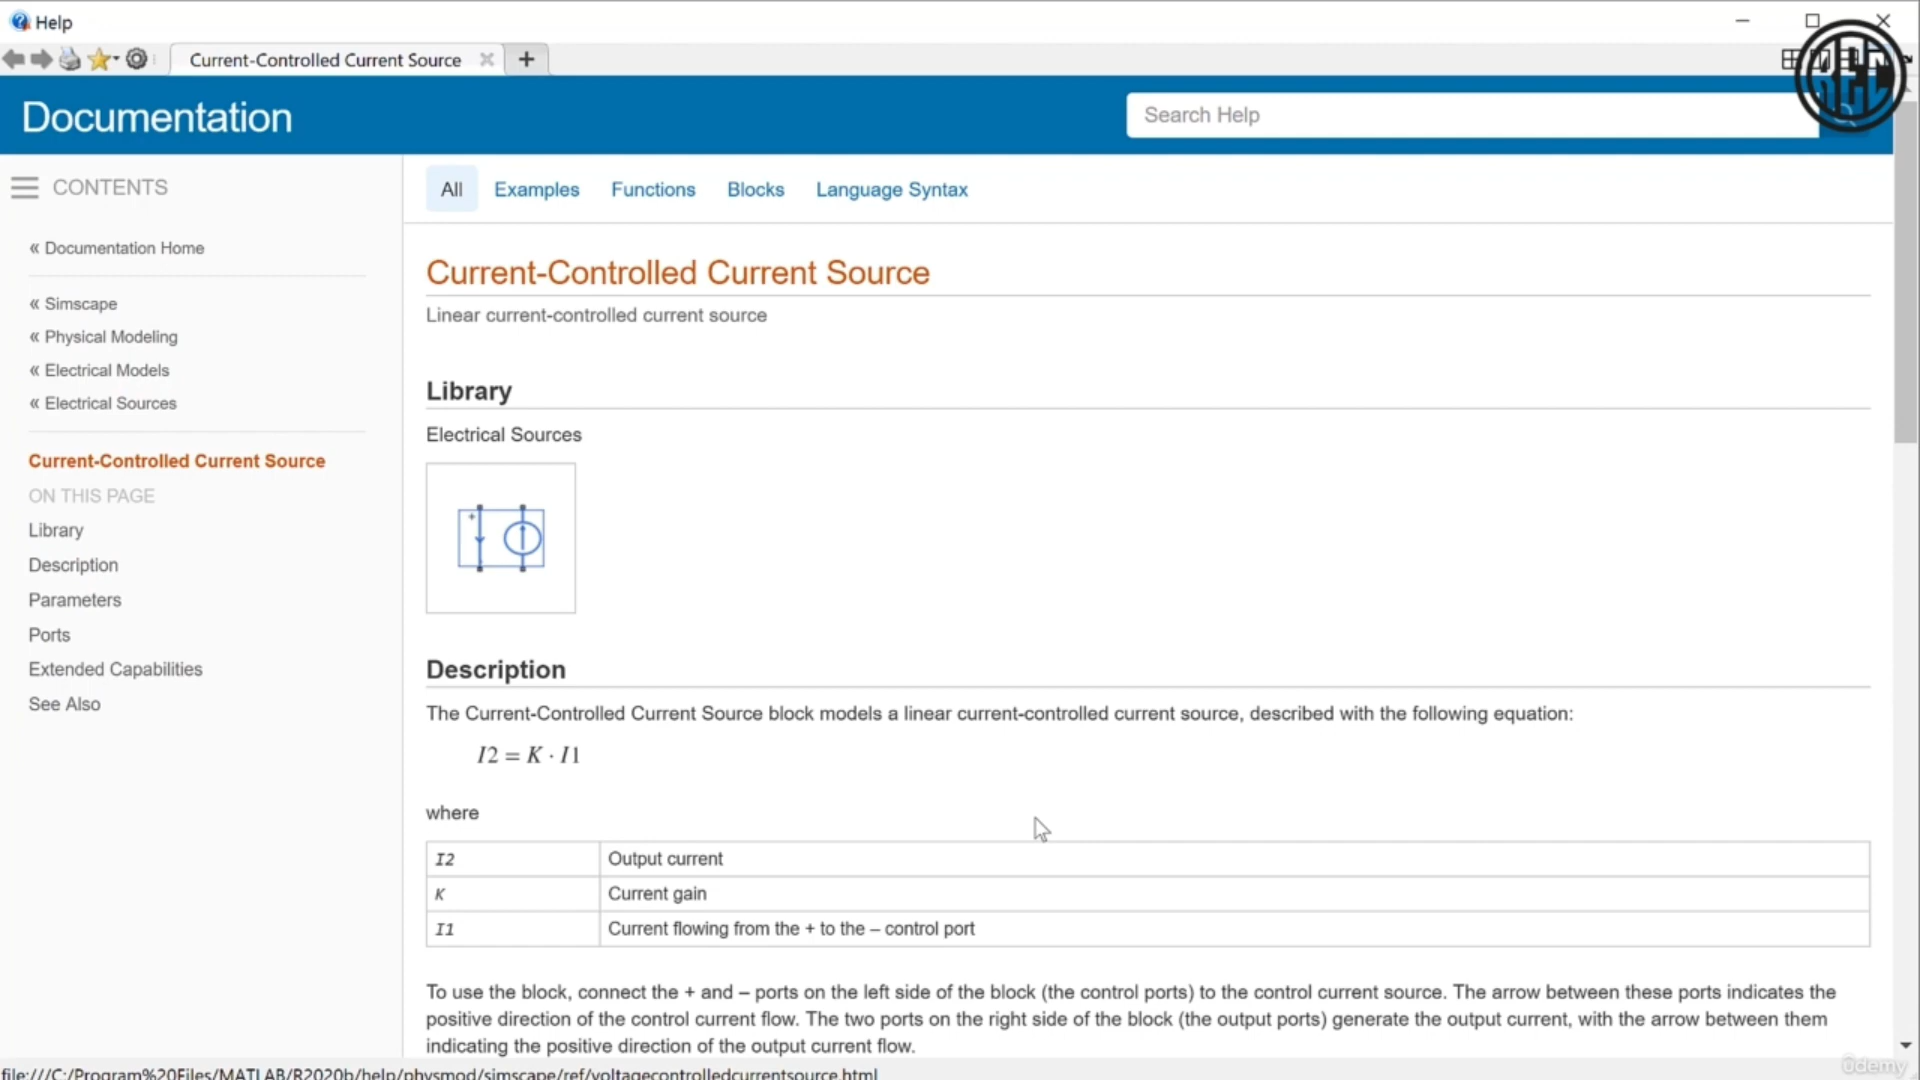 Help
Current-Controlled Current Source
Documentation
Search Help
CONTENTS
« Documentation Home
« Simscape
« Physical Modeling
« Electrical Models
« Electrical Sources
Current-Controlled Current Source
ON THIS PAGE
Library
Description
Parameters
Ports
Extended Capabilities
See Also
All Examples Functions Blocks Language Syntax
Current-Controlled Current Source
Linear current-controlled current source
Library
Electrical Sources
+
Description
The Current-Controlled Current Source block models a linear current-controlled current source, described with the following equation:
I2 = K · I1
where
I2 Output current
K Current gain
I1 Current flowing from the + to the – control port
To use the block, connect the + and – ports on the left side of the block (the control ports) to the control current source. The arrow between these ports indicates the
positive direction of the control current flow. The two ports on the right side of the block (the output ports) generate the output current, with the arrow between them
indicating the positive direction of the output current flow.
file:///C:/Program%20Files/MATLAB/R2020b/help/physmod/simscape/ref/voltagecontrolledcurrentsource.html
ûdemy